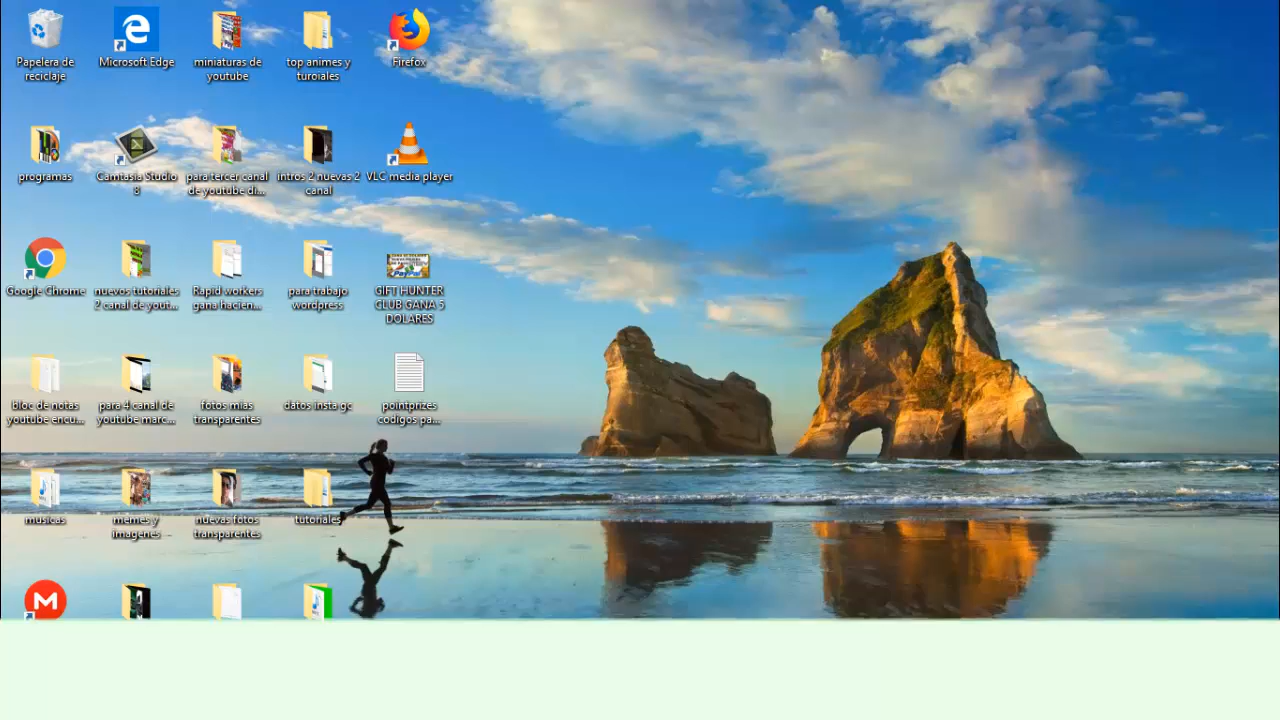 Papelera de
reciclaje
Microsoft Edge
miniaturas de
youtube
top animes y
turoiales
Firefox
programas
Camtasia Studio
8
para tercer canal
de youtube di...
intros 2 nuevas 2
canal
VLC media player
Google Chrome
nuevos tutoriales
2 canal de yout...
Rapid workers
gana hacien...
para trabajo
wordpress
GIFT HUNTER
CLUB GANA 5
DOLARES
bloc de notas
youtube encu...
para 4 canal de
youtube marc...
fotos mias
transparentes
datos insta gc
pointprizes
codigos pa...
musicas
memes y
imagenes
nuevas fotos
transparentes
tutoriales